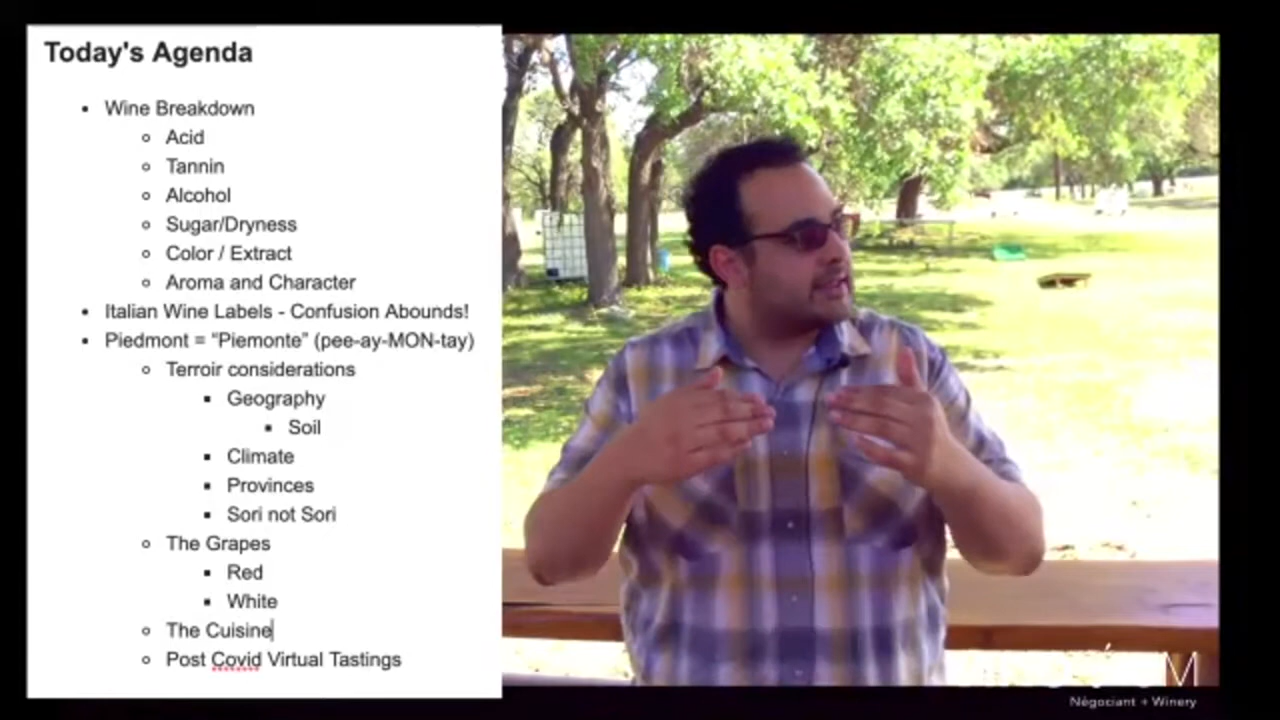 Today's Agenda
Wine Breakdown
Acid
Tannin
Alcohol
Sugar/Dryness
Color / Extract
Aroma and Character
Italian Wine Labels - Confusion Abounds!
Piedmont = “Piemonte” (pee-ay-MON-tay)
Terroir considerations
Geography
Soil
Climate
Provinces
Sori not Sori
The Grapes
Red
White
The Cuisine
Post Covid Virtual Tastings
Négociant + Winery